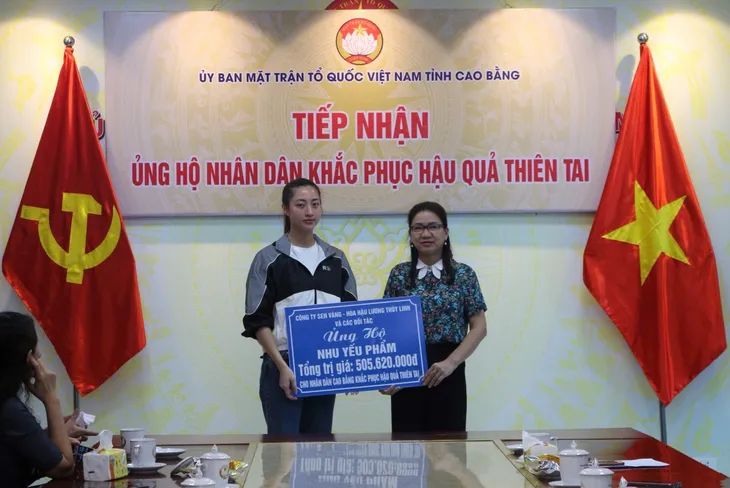 ỦY BAN MẶT TRẬN TỔ QUỐC VIỆT NAM TỈNH CAO BẰNG
TIẾP NHẬN
ỦNG HỘ NHÂN DÂN KHẮC PHỤC HẬU QUẢ THIÊN TAI
CÔNG TY SEN VÀNG - HOA HẬU LƯƠNG THÙY LINH
VÀ CÁC ĐỐI TÁC
Ủng Hộ
NHU YẾU PHẨM
Tổng trị giá: 505.620.000đ
CHO NHÂN DÂN CAO BẰNG KHẮC PHỤC HẬU QUẢ THIÊN TAI